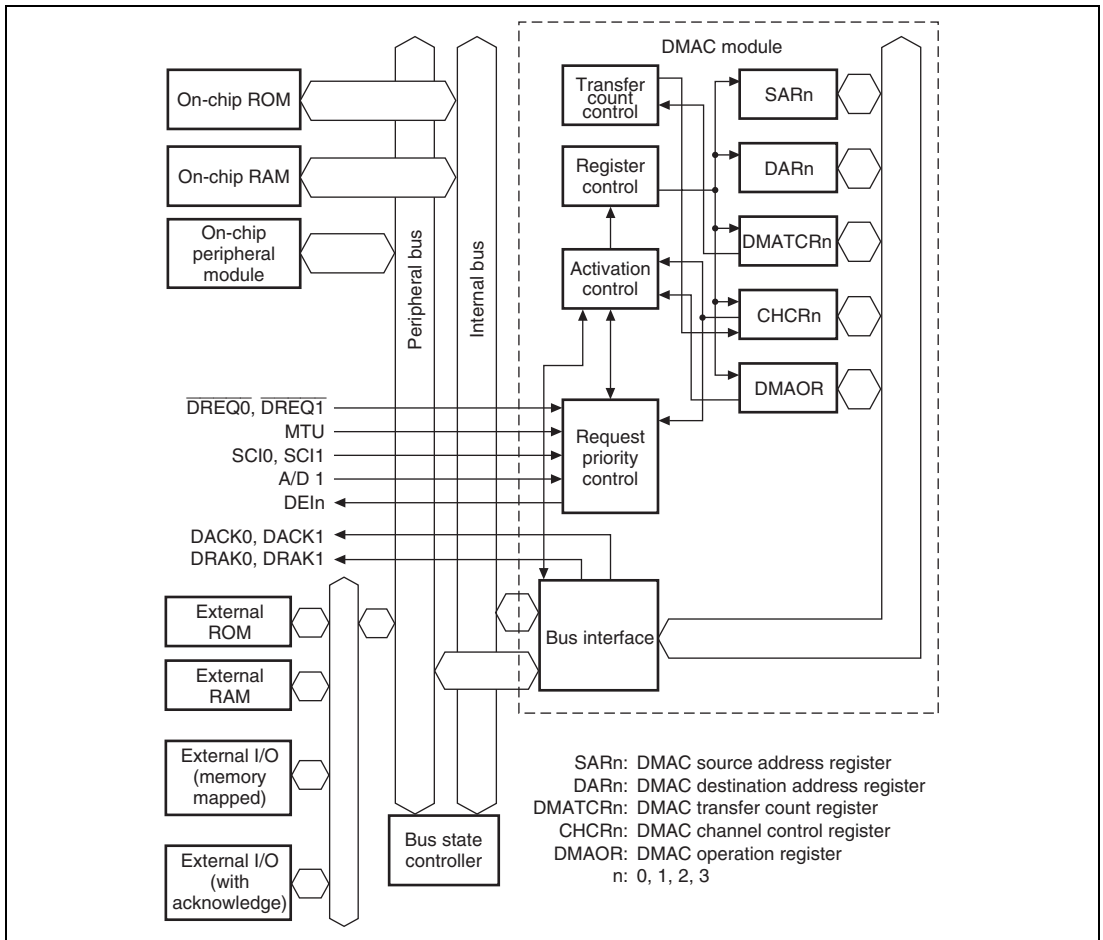 DMAC module
On-chip ROM
On-chip RAM
On-chip
peripheral
module
Peripheral bus
Internal bus
Transfer
count
control
Register
control
Activation
control
Request
priority
control
SARn
DARn
DMATCRn
CHCRn
DMAOR
DREQ0, DREQ1
MTU
SCI0, SCI1
A/D 1
DEIn
DACK0, DACK1
DRAK0, DRAK1
External
ROM
External
RAM
External I/O
(memory
mapped)
External I/O
(with
acknowledge)
Bus interface
Bus state
controller
SARn: DMAC source address register
DARn: DMAC destination address register
DMATCRn: DMAC transfer count register
CHCRn: DMAC channel control register
DMAOR: DMAC operation register
n: 0, 1, 2, 3